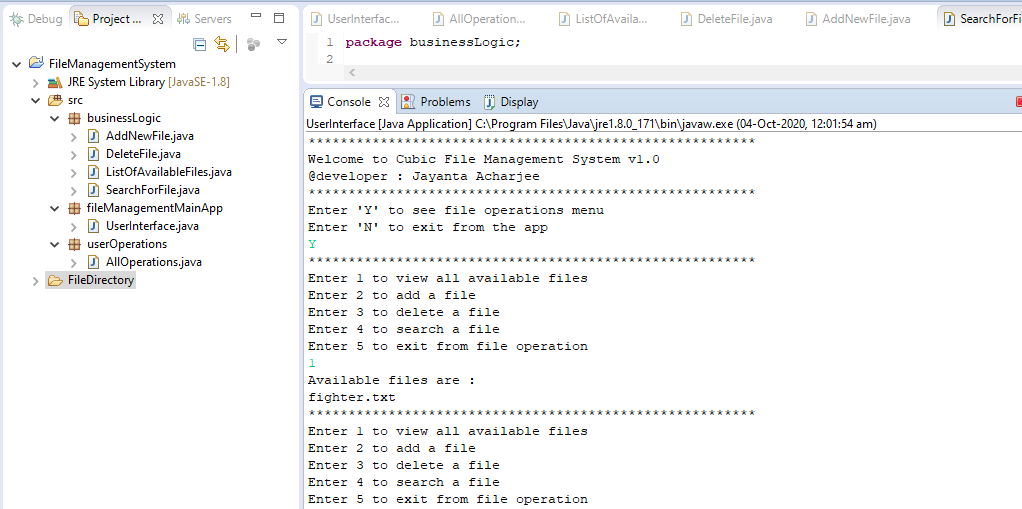 Debug
Project ...
Servers
FileManagementSystem
JRE System Library [JavaSE-1.8]
src
businessLogic
AddNewFile.java
DeleteFile.java
ListOfAvailableFiles.java
SearchForFile.java
fileManagementMainApp
UserInterface.java
userOperations
AllOperations.java
FileDirectory
UserInterfac...
AllOperation...
ListOfAvaila...
DeleteFile.java
AddNewFile.java
SearchForFi
1 package businessLogic;
2
Console
Problems
Display
UserInterface [Java Application] C:\Program Files\Java\jre1.8.0_171\bin\javaw.exe (04-Oct-2020, 12:01:54 am)
*******************************************************
Welcome to Cubic File Management System v1.0
@developer : Jayanta Acharjee
*******************************************************
Enter 'Y' to see file operations menu
Enter 'N' to exit from the app
Y
*******************************************************
Enter 1 to view all available files
Enter 2 to add a file
Enter 3 to delete a file
Enter 4 to search a file
Enter 5 to exit from file operation
1
Available files are :
fighter.txt
*******************************************************
Enter 1 to view all available files
Enter 2 to add a file
Enter 3 to delete a file
Enter 4 to search a file
Enter 5 to exit from file operation